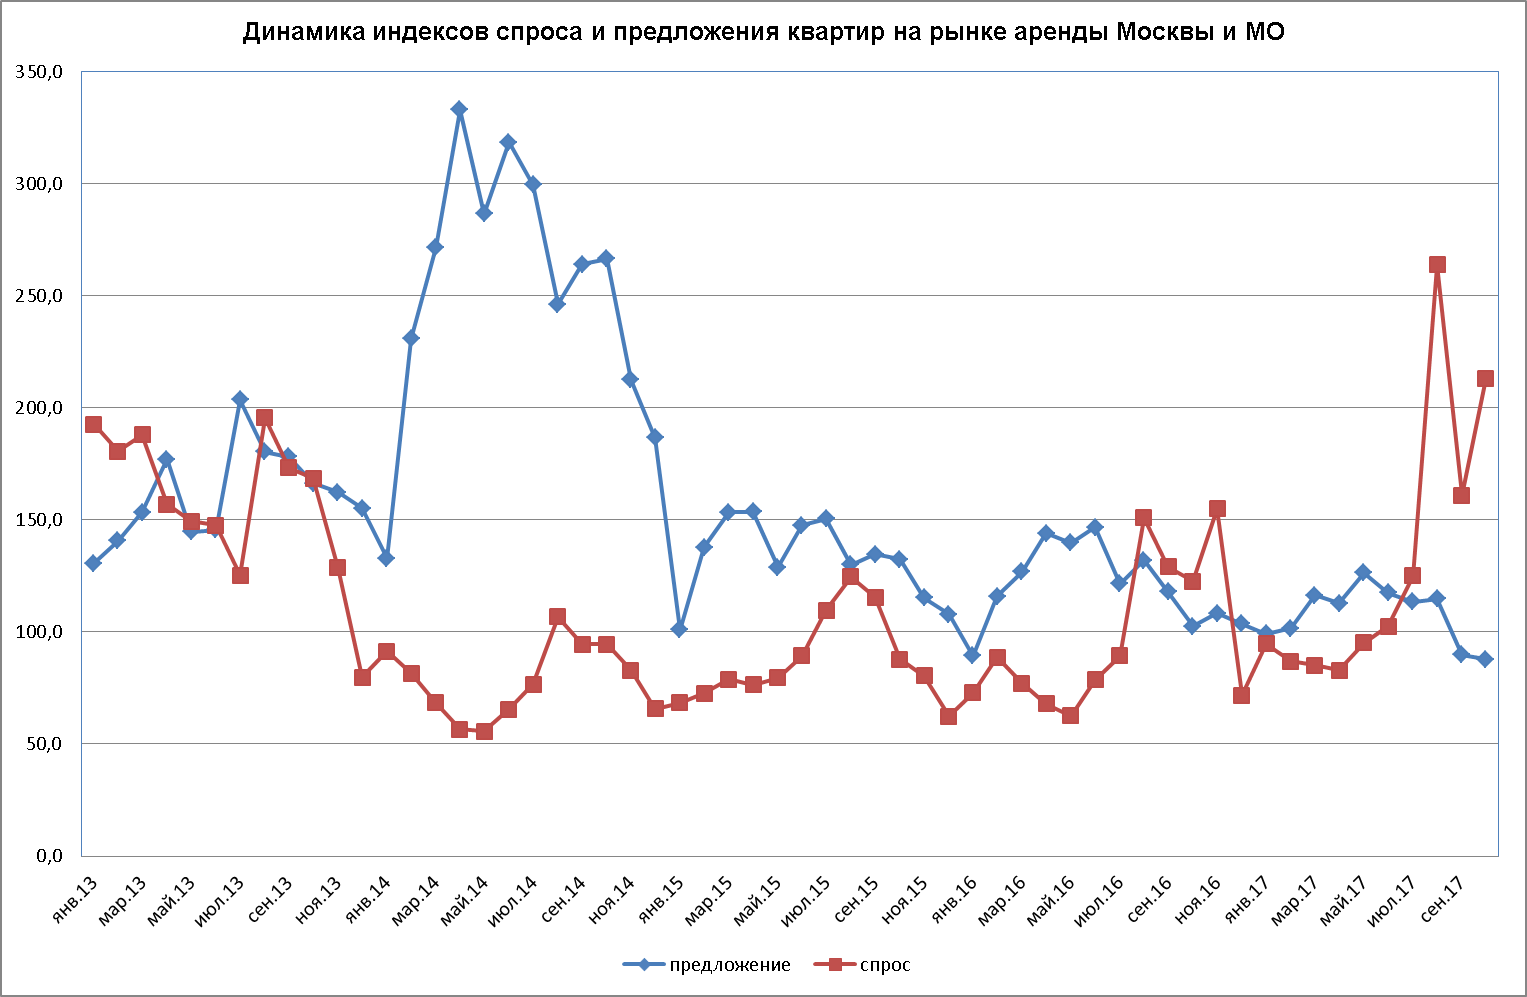 Динамика индексов спроса и предложения квартир на рынке аренды Москвы и МО
350,0
300,0
250,0
200,0
150,0
100,0
50,0
0,0
янв.13
мар.13
май.13
июл.13
сен.13
ноя.13
янв.14
мар.14
май.14
июл.14
сен.14
ноя.14
янв.15
мар.15
май.15
июл.15
сен.15
ноя.15
янв.16
мар.16
май.16
июл.16
сен.16
ноя.16
янв.17
мар.17
май.17
июл.17
сен.17
предложение
спрос